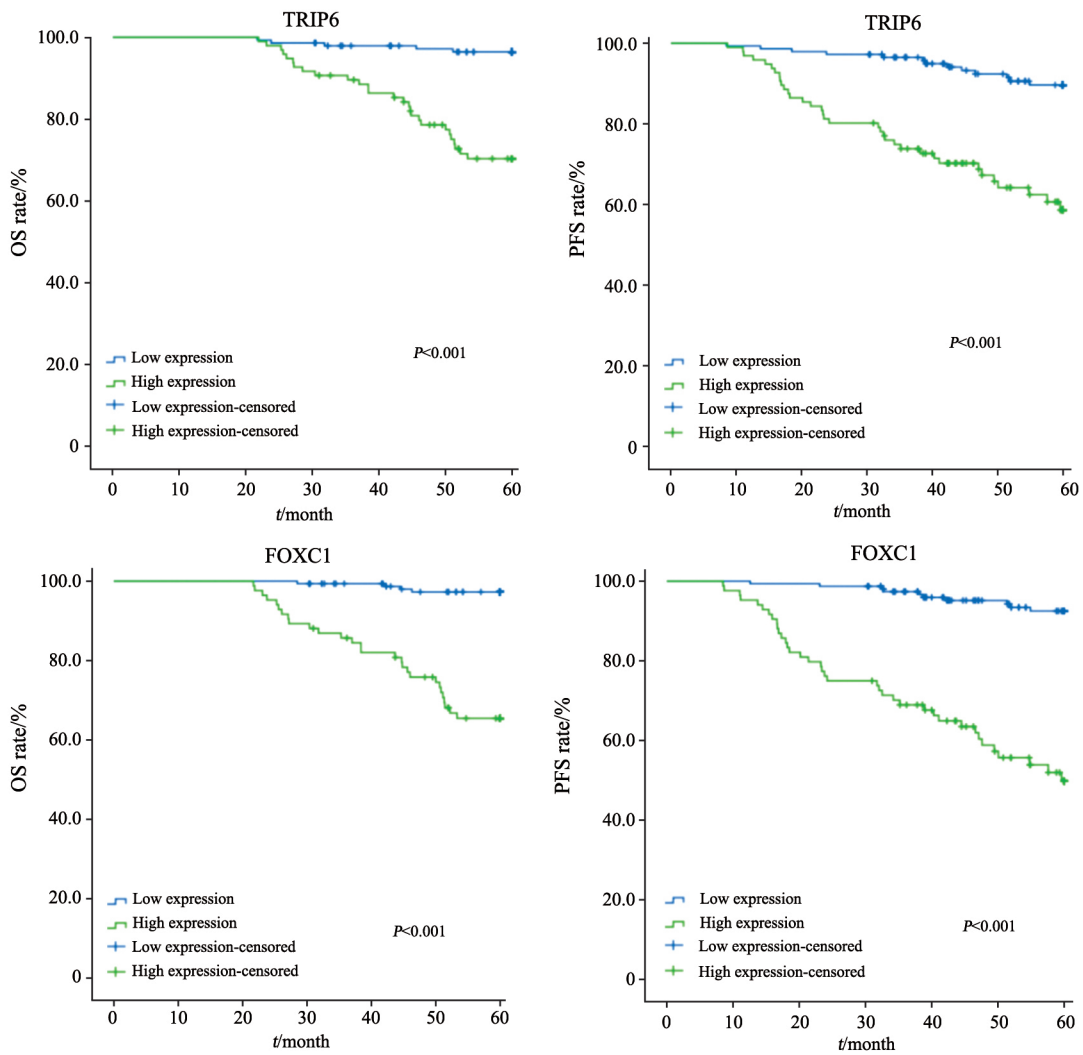 TRIP6
100.0
80.0
60.0
40.0
20.0
0
OS rate/%
Low expression
High expression
Low expression-censored
High expression-censored
P<0.001
0 10 20 30 40 50 60
t/month
TRIP6
100.0
80.0
60.0
40.0
20.0
0
PFS rate/%
Low expression
High expression
Low expression-censored
High expression-censored
P<0.001
0 10 20 30 40 50 60
t/month
FOXC1
100.0
80.0
60.0
40.0
20.0
0
OS rate/%
Low expression
High expression
Low expression-censored
High expression-censored
P<0.001
0 10 20 30 40 50 60
t/month
FOXC1
100.0
80.0
60.0
40.0
20.0
0
PFS rate/%
Low expression
High expression
Low expression-censored
High expression-censored
P<0.001
0 10 20 30 40 50 60
t/month